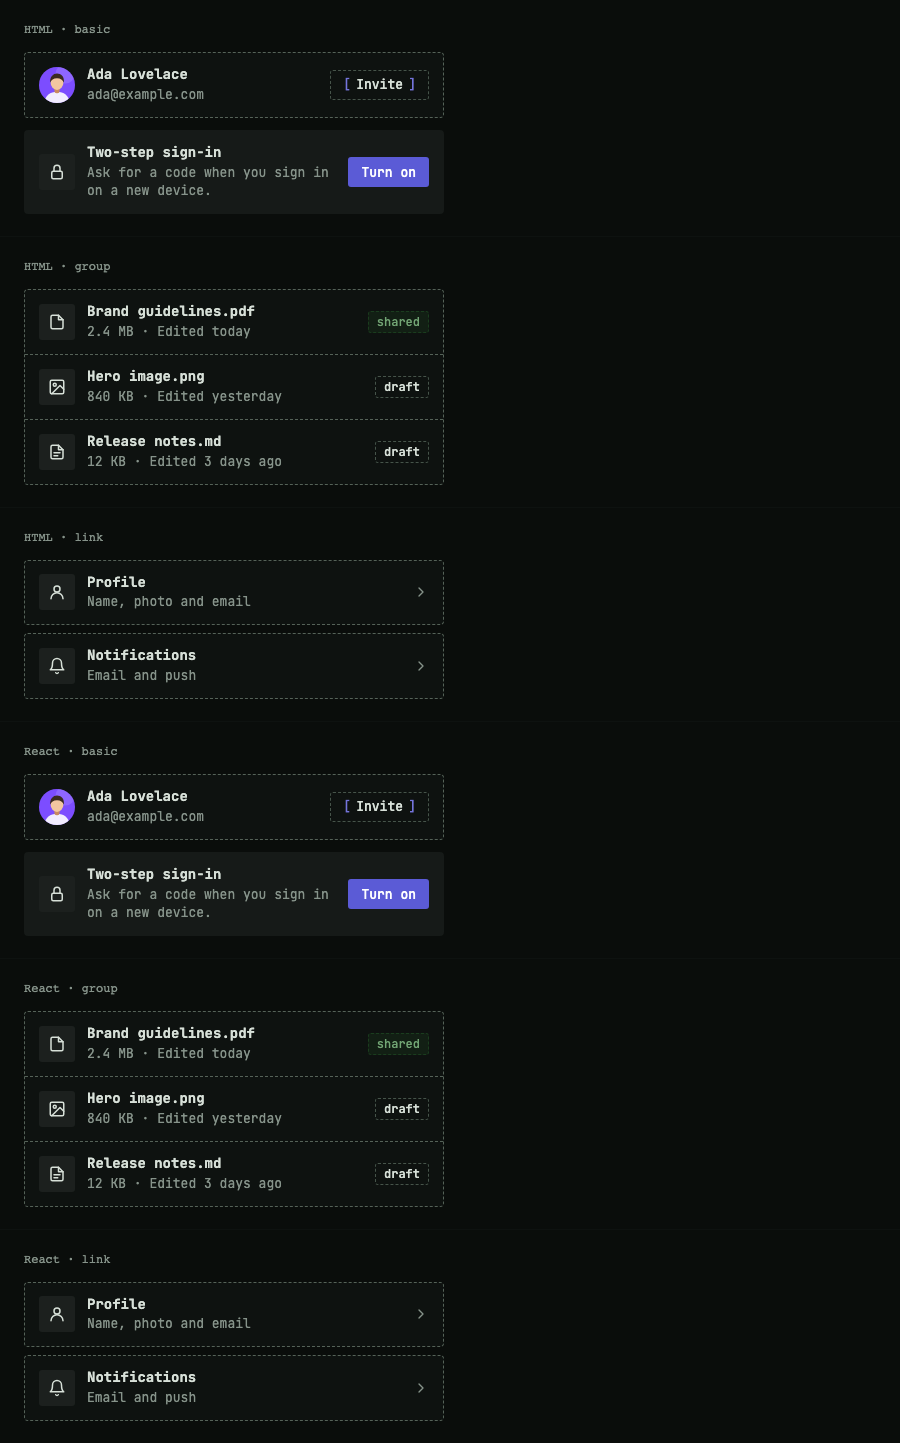 HTML · basic
Ada Lovelace
ada@example.com
[ Invite ]
Two-step sign-in
Ask for a code when you sign in
on a new device.
Turn on
HTML · group
Brand guidelines.pdf
2.4 MB · Edited today
shared
Hero image.png
840 KB · Edited yesterday
draft
Release notes.md
12 KB · Edited 3 days ago
draft
HTML · link
Profile
Name, photo and email
Notifications
Email and push
React · basic
Ada Lovelace
ada@example.com
[ Invite ]
Two-step sign-in
Ask for a code when you sign in
on a new device.
Turn on
React · group
Brand guidelines.pdf
2.4 MB · Edited today
shared
Hero image.png
840 KB · Edited yesterday
draft
Release notes.md
12 KB · Edited 3 days ago
draft
React · link
Profile
Name, photo and email
Notifications
Email and push